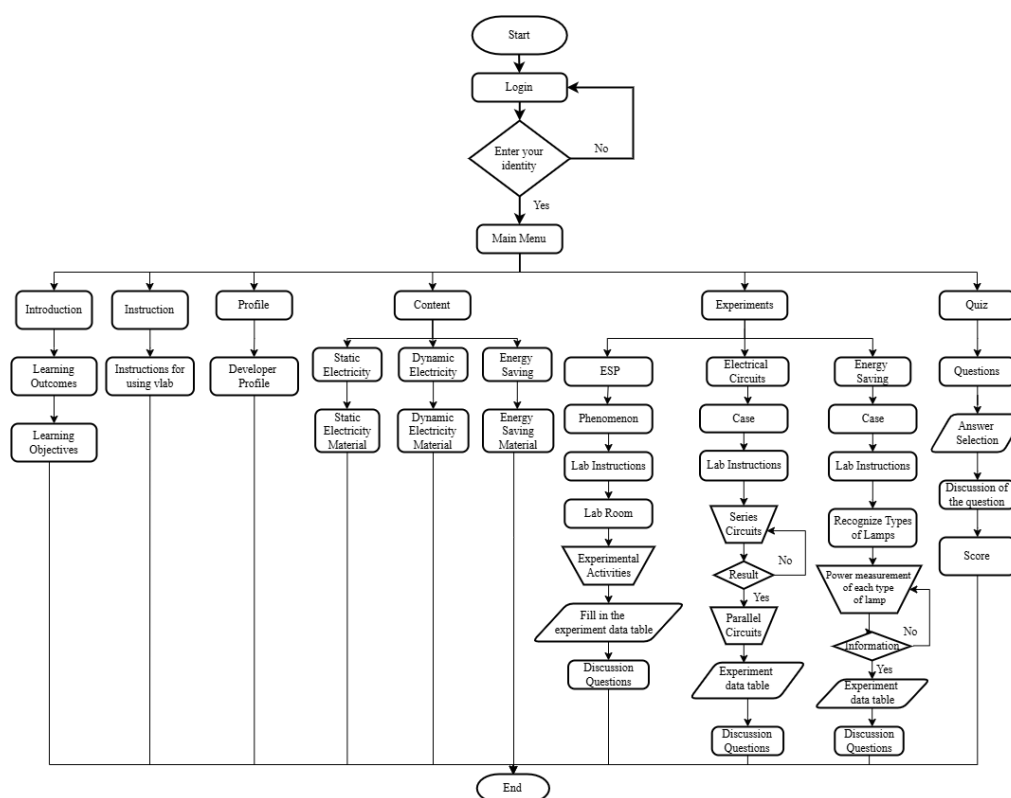 Start
Login
Enter your
identity
No
Yes
Main Menu
Introduction
Learning
Outcomes
Learning
Objectives
Instruction
Instructions for
using vlab
Profile
Developer
Profile
Content
Static
Electricity
Static
Electricity
Material
Dynamic
Electricity
Dynamic
Electricity
Material
Energy
Saving
Energy
Saving
Material
Experiments
ESP
Phenomenon
Lab Instructions
Lab Room
Experimental
Activities
Fill in the
experiment data table
Discussion
Questions
Electrical
Circuits
Case
Lab Instructions
Series
Circuits
No
Result
Yes
Parallel
Circuits
Experiment
data table
Discussion
Questions
Energy
Saving
Case
Lab Instructions
Recognize Types
of Lamps
Power measurement
of each type
of lamp
No
Information
Yes
Experiment
data table
Discussion
Questions
Quiz
Questions
Answer
Selection
Discussion of
the question
Score
End